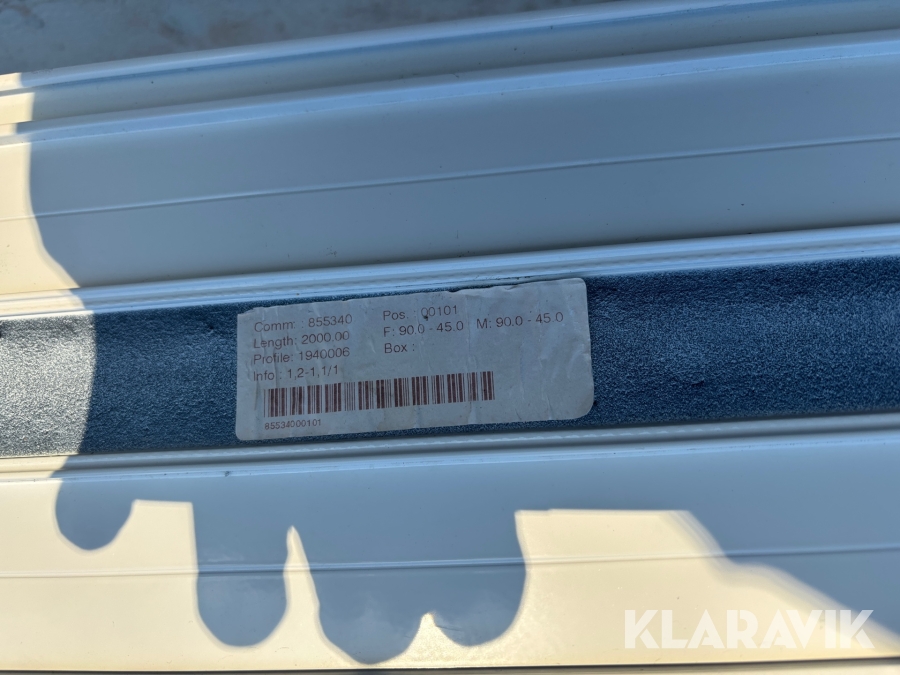 Comm: : 855340
Pos. : 00101
Length: 2000.00
F: 90.0 - 45.0 M: 90.0 - 45.0
Profile: 1940006
Box :
Info : 1,2-1,1/1
85534000101
KLARAVIK